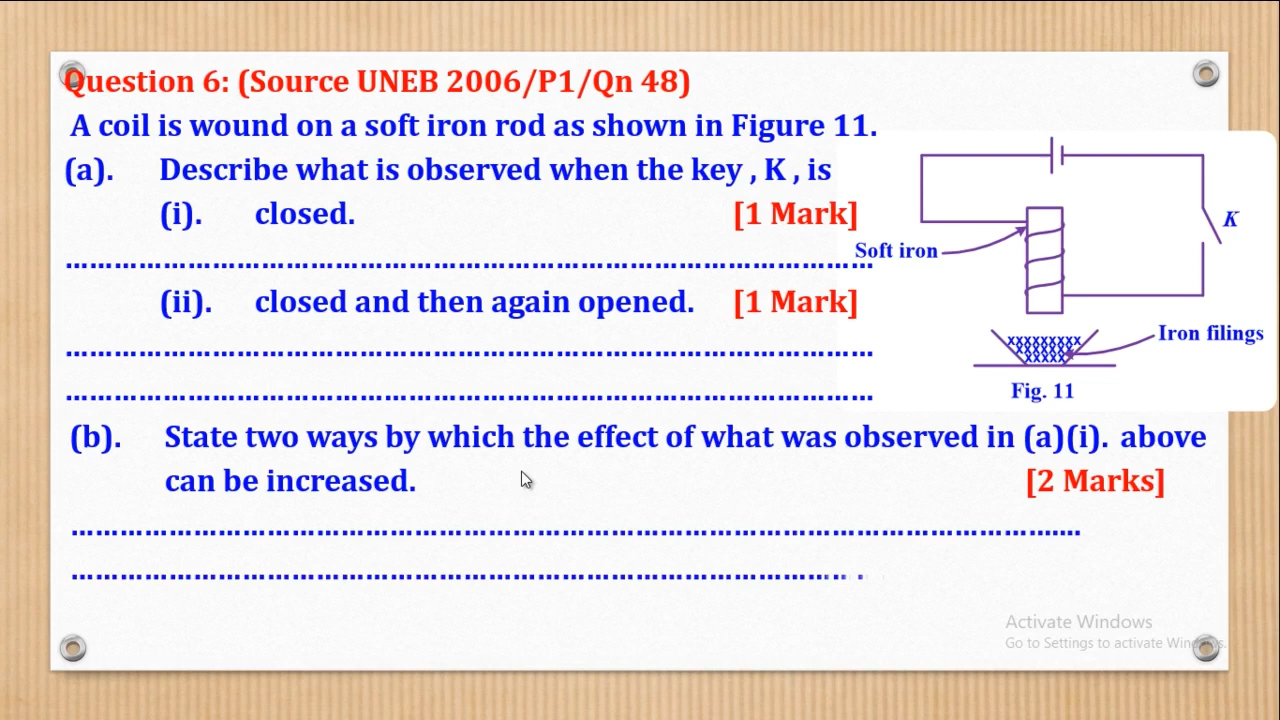 Question 6: (Source UNEB 2006/P1/Qn 48)
A coil is wound on a soft iron rod as shown in Figure 11.
(a). Describe what is observed when the key , K , is
(i). closed. [1 Mark]
(ii). closed and then again opened. [1 Mark]
K
Soft iron
Iron filings
xxxxxxxxx
xxxxxxx
xxxxx
Fig. 11
(b). State two ways by which the effect of what was observed in (a)(i). above
can be increased. [2 Marks]
Activate Windows
Go to Settings to activate Windows.